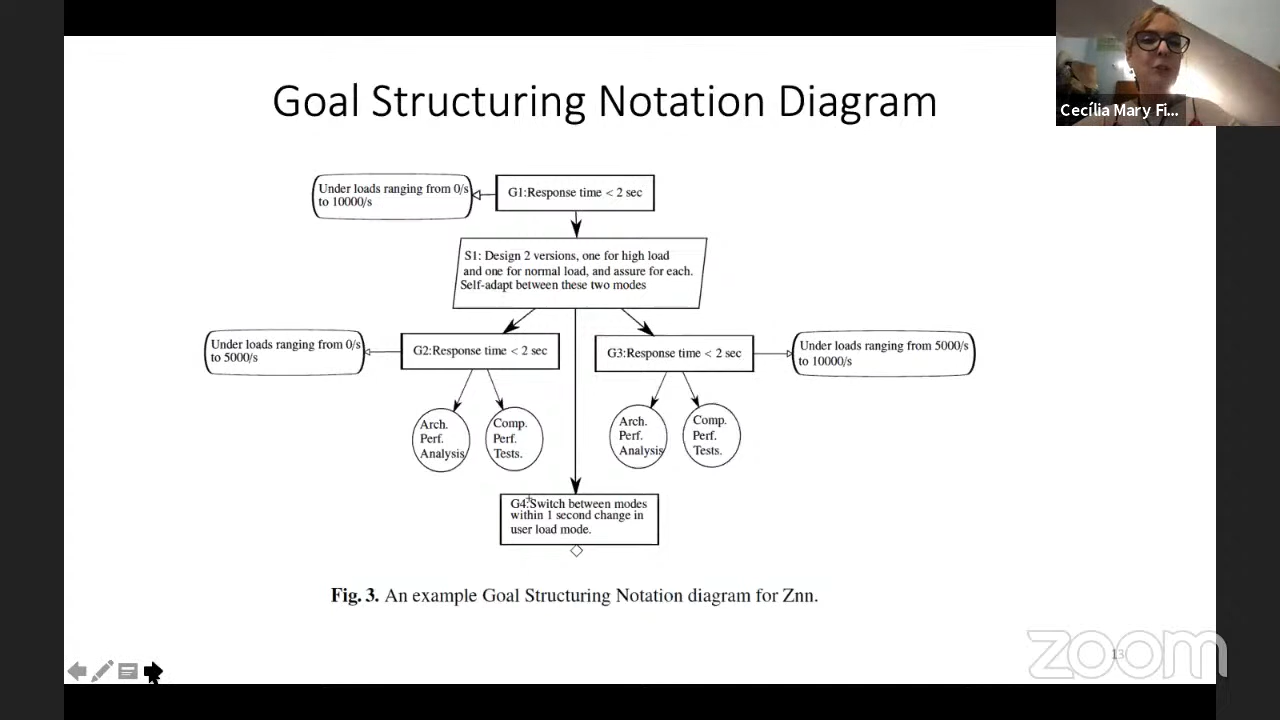 Goal Structuring Notation Diagram
Cecília Mary Fi...
Under loads ranging from 0/s
to 10000/s
G1:Response time < 2 sec
S1: Design 2 versions, one for high load
and one for normal load, and assure for each.
Self-adapt between these two modes
Under loads ranging from 0/s
to 5000/s
G2:Response time < 2 sec
G3:Response time < 2 sec
Under loads ranging from 5000/s
to 10000/s
Arch.
Perf.
Analysis
Comp.
Perf.
Tests.
Arch.
Perf.
Analysis
Comp.
Perf.
Tests.
G4:Switch between modes
within 1 second change in
user load mode.
Fig. 3. An example Goal Structuring Notation diagram for Znn.
zoom
13